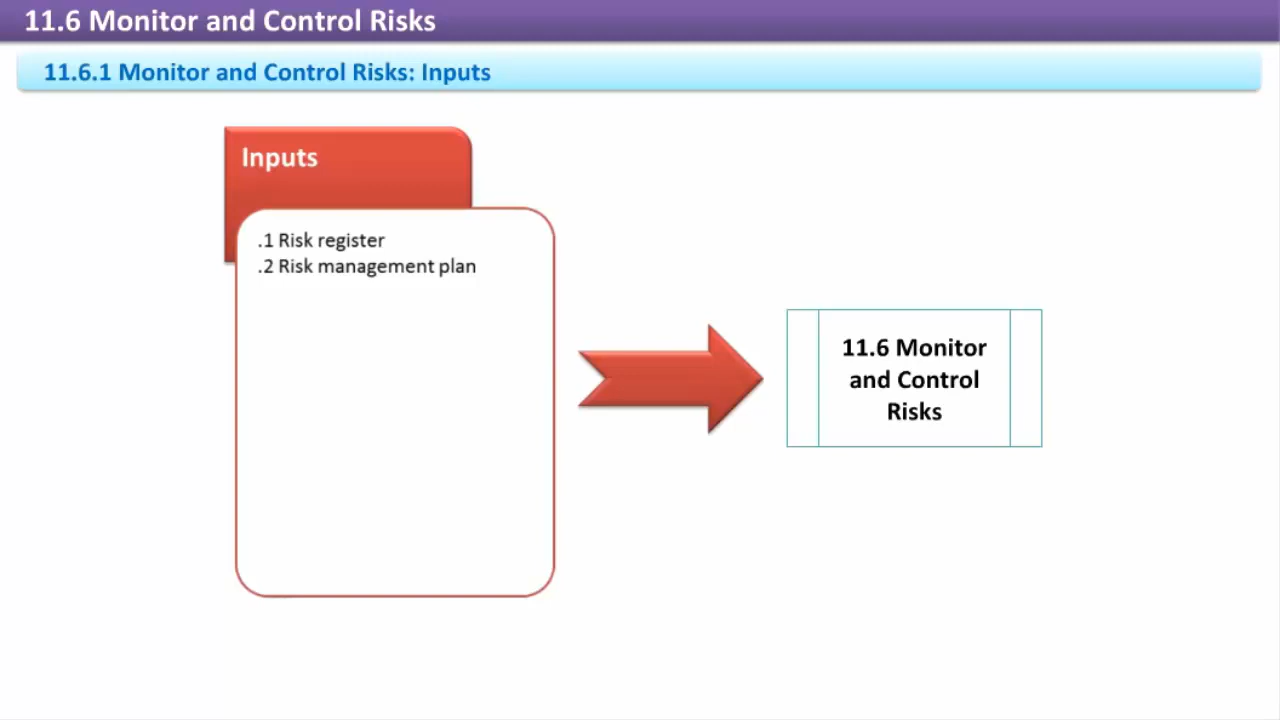 11.6 Monitor and Control Risks
11.6.1 Monitor and Control Risks: Inputs
Inputs
.1 Risk register
.2 Risk management plan
11.6 Monitor
and Control
Risks